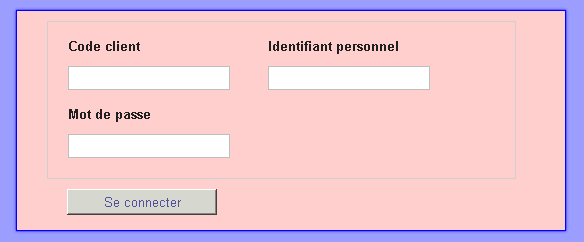 Code client
Identifiant personnel
Mot de passe
Se connecter